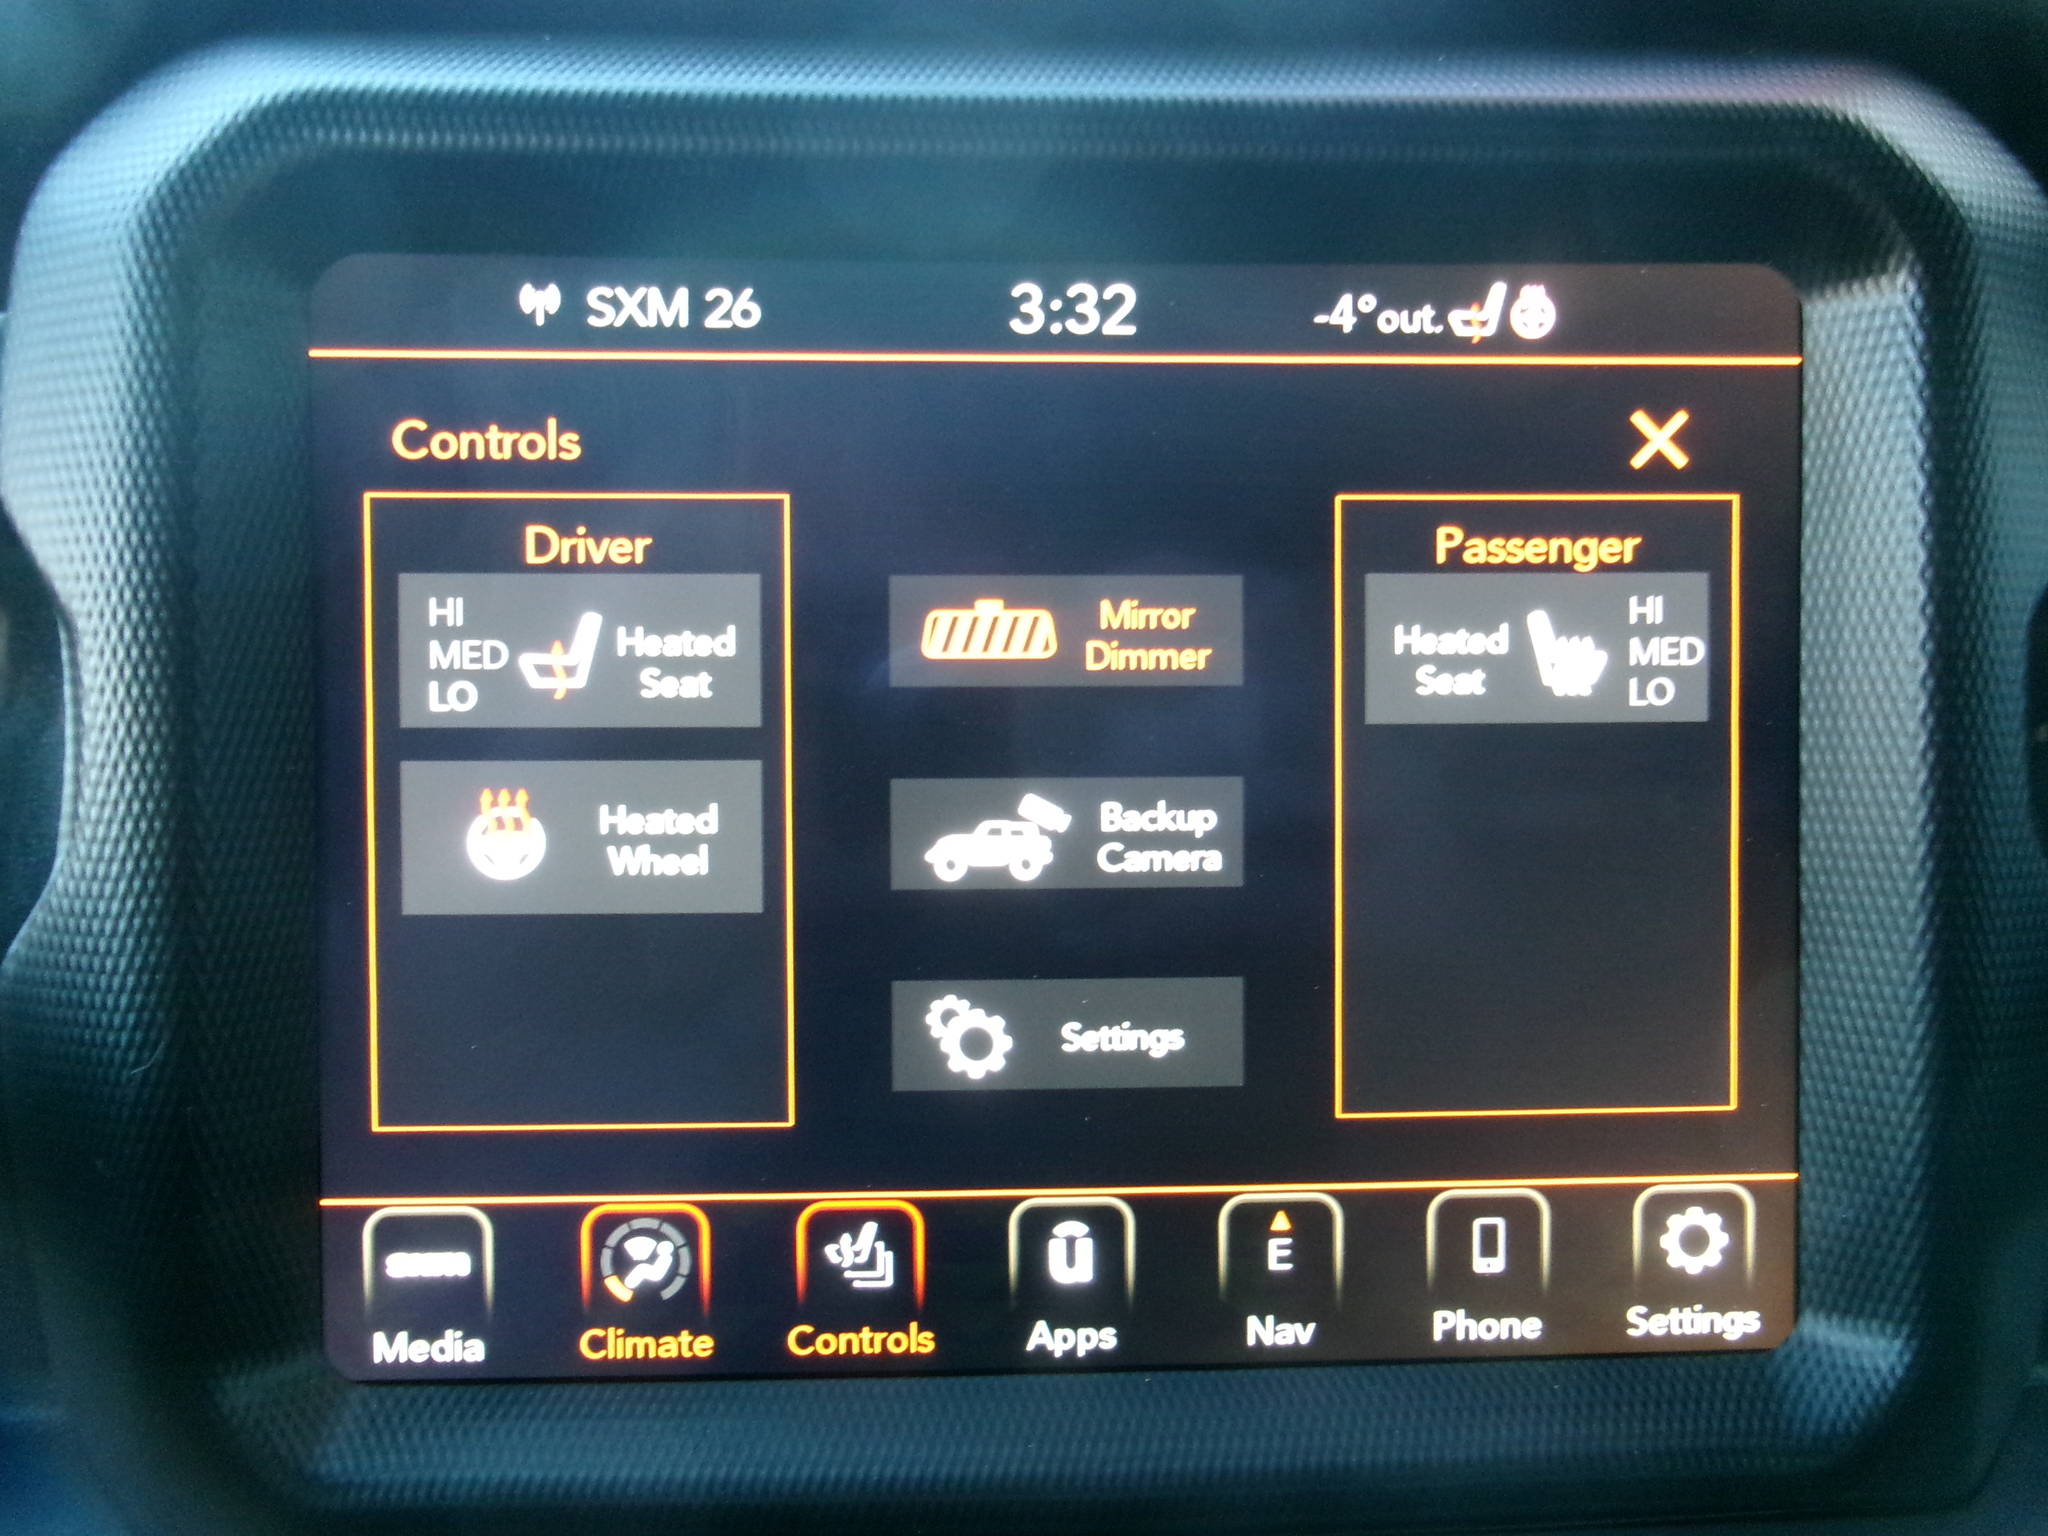 SXM 26
3:32
-4° out.
Controls
Driver
HI
MED
LO
Heated
Seat
Heated
Wheel
Mirror
Dimmer
Backup
Camera
Settings
Passenger
Heated
Seat
HI
MED
LO
Media
Climate
Controls
u
Apps
E
Nav
Phone
Settings